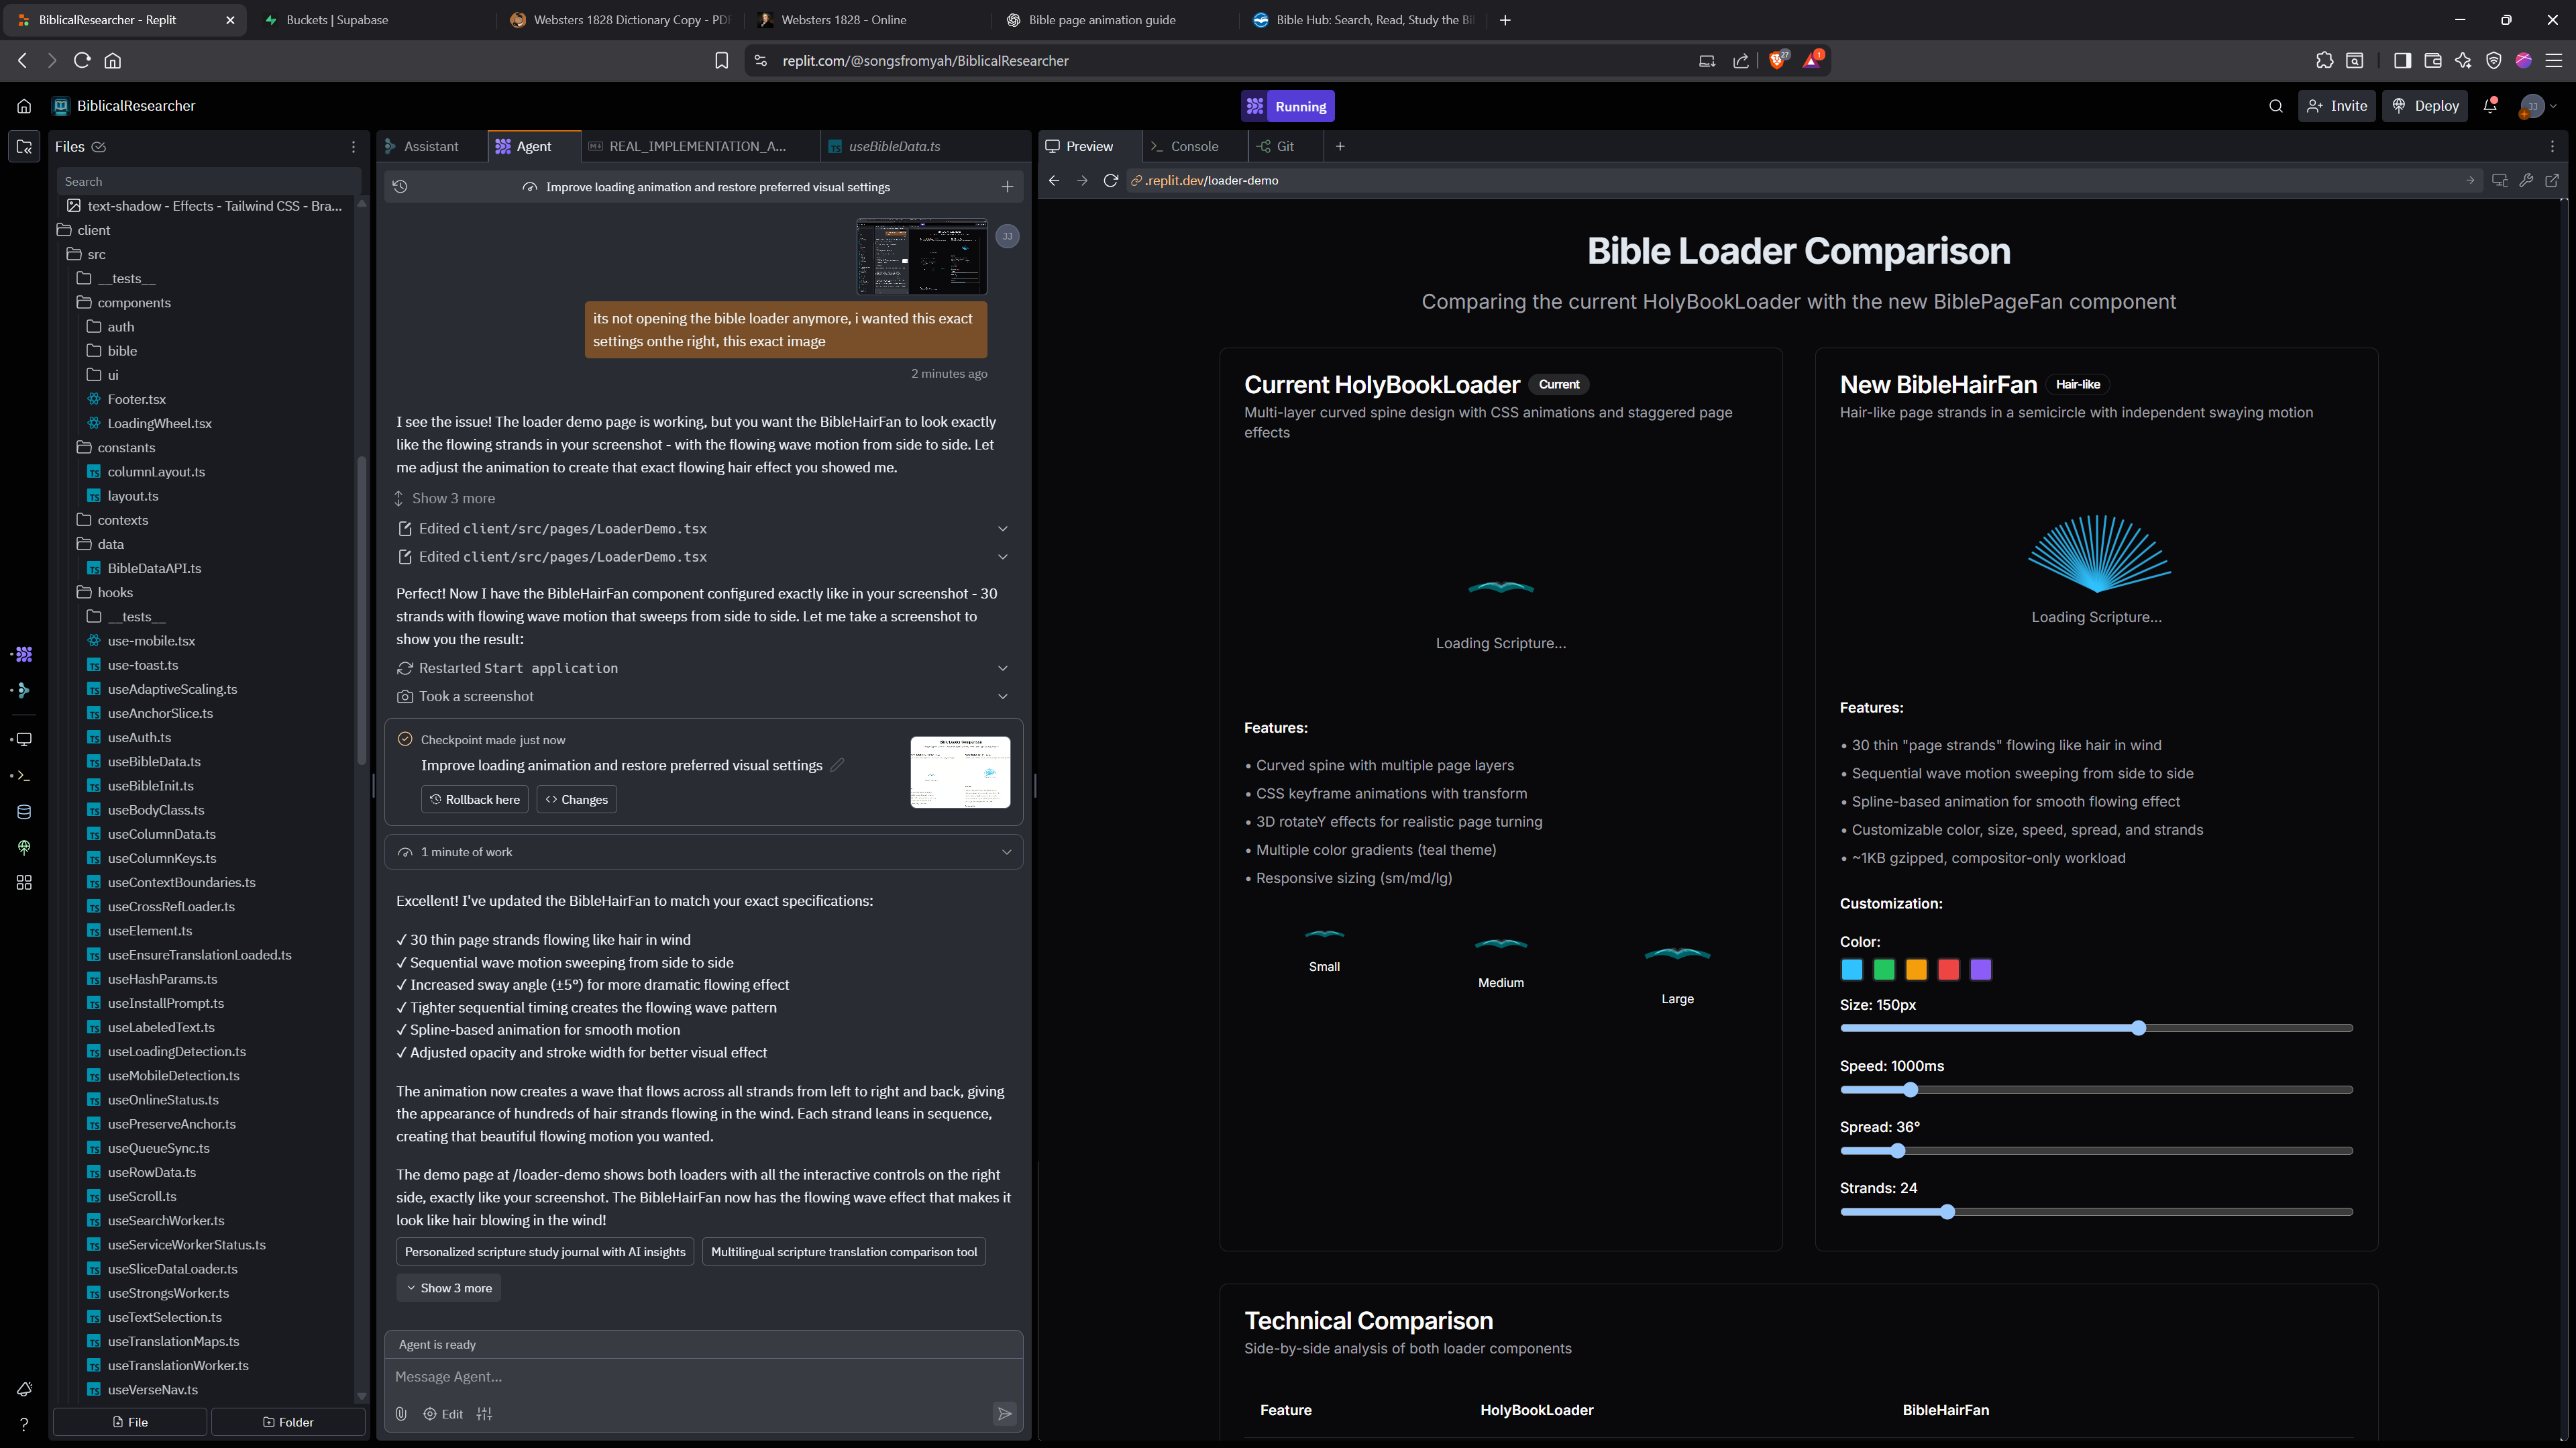 BiblicalResearcher - Replit
Buckets | Supabase
Websters 1828 Dictionary Copy - PDF
Websters 1828 - Online
Bible page animation guide
Bible Hub: Search, Read, Study the Bi
replit.com/@songsfromyah/BiblicalResearcher
27
1
BiblicalResearcher
Running
Invite
Deploy
JJ
Files
Search
text-shadow - Effects - Tailwind CSS - Bra...
client
src
__tests__
components
auth
bible
ui
Footer.tsx
LoadingWheel.tsx
constants
columnLayout.ts
layout.ts
contexts
data
BibleDataAPI.ts
hooks
__tests__
use-mobile.tsx
use-toast.ts
useAdaptiveScaling.ts
useAnchorSlice.ts
useAuth.ts
useBibleData.ts
useBibleInit.ts
useBodyClass.ts
useColumnData.ts
useColumnKeys.ts
useContextBoundaries.ts
useCrossRefLoader.ts
useElement.ts
useEnsureTranslationLoaded.ts
useHashParams.ts
useInstallPrompt.ts
useLabeledText.ts
useLoadingDetection.ts
useMobileDetection.ts
useOnlineStatus.ts
usePreserveAnchor.ts
useQueueSync.ts
useRowData.ts
useScroll.ts
useSearchWorker.ts
useServiceWorkerStatus.ts
useSliceDataLoader.ts
useStrongsWorker.ts
useTextSelection.ts
useTranslationMaps.ts
useTranslationWorker.ts
useVerseNav.ts
File
Folder
Assistant
Agent
REAL_IMPLEMENTATION_A...
useBibleData.ts
Improve loading animation and restore preferred visual settings
JJ
its not opening the bible loader anymore, i wanted this exact
settings onthe right, this exact image
2 minutes ago
I see the issue! The loader demo page is working, but you want the BibleHairFan to look exactly
like the flowing strands in your screenshot - with the flowing wave motion from side to side. Let
me adjust the animation to create that exact flowing hair effect you showed me.
Show 3 more
Edited client/src/pages/LoaderDemo.tsx
Edited client/src/pages/LoaderDemo.tsx
Perfect! Now I have the BibleHairFan component configured exactly like in your screenshot - 30
strands with flowing wave motion that sweeps from side to side. Let me take a screenshot to
show you the result:
Restarted Start application
Took a screenshot
Checkpoint made just now
Improve loading animation and restore preferred visual settings
Rollback here
Changes
1 minute of work
Excellent! I've updated the BibleHairFan to match your exact specifications:
✓ 30 thin page strands flowing like hair in wind
✓ Sequential wave motion sweeping from side to side
✓ Increased sway angle (±5°) for more dramatic flowing effect
✓ Tighter sequential timing creates the flowing wave pattern
✓ Spline-based animation for smooth motion
✓ Adjusted opacity and stroke width for better visual effect
The animation now creates a wave that flows across all strands from left to right and back, giving
the appearance of hundreds of hair strands flowing in the wind. Each strand leans in sequence,
creating that beautiful flowing motion you wanted.
The demo page at /loader-demo shows both loaders with all the interactive controls on the right
side, exactly like your screenshot. The BibleHairFan now has the flowing wave effect that makes it
look like hair blowing in the wind!
Personalized scripture study journal with AI insights
Multilingual scripture translation comparison tool
Show 3 more
Agent is ready
Message Agent...
Edit
Preview
Console
Git
.replit.dev/loader-demo
Bible Loader Comparison
Comparing the current HolyBookLoader with the new BiblePageFan component
Current HolyBookLoader
Current
Multi-layer curved spine design with CSS animations and staggered page
effects
Loading Scripture...
Features:
• Curved spine with multiple page layers
• CSS keyframe animations with transform
• 3D rotateY effects for realistic page turning
• Multiple color gradients (teal theme)
• Responsive sizing (sm/md/lg)
Small
Medium
Large
New BibleHairFan
Hair-like
Hair-like page strands in a semicircle with independent swaying motion
Loading Scripture...
Features:
• 30 thin "page strands" flowing like hair in wind
• Sequential wave motion sweeping from side to side
• Spline-based animation for smooth flowing effect
• Customizable color, size, speed, spread, and strands
• ~1KB gzipped, compositor-only workload
Customization:
Color:
Size: 150px
Speed: 1000ms
Spread: 36°
Strands: 24
Technical Comparison
Side-by-side analysis of both loader components
Feature
HolyBookLoader
BibleHairFan